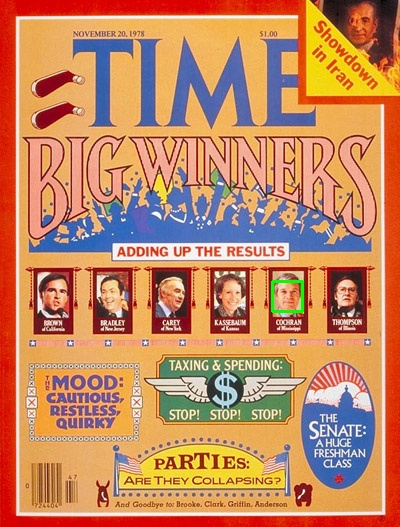 NOVEMBER 20, 1978 $1.00
Showdown
in Iran
TIME
BIG WINNERS
ADDING UP THE RESULTS
BROWN
of California
BRADLEY
of New Jersey
CAREY
of New York
KASSEBAUM
of Kansas
COCHRAN
of Mississippi
THOMPSON
of Illinois
THE MOOD:
CAUTIOUS,
RESTLESS,
QUIRKY
TAXING & SPENDING:
$
STOP! STOP! STOP!
THE
SENATE:
A HUGE
FRESHMAN
CLASS
PARTIES:
ARE THEY COLLAPSING?
And Goodbye to: Brooke, Clark, Griffin, Anderson
47
0
724404